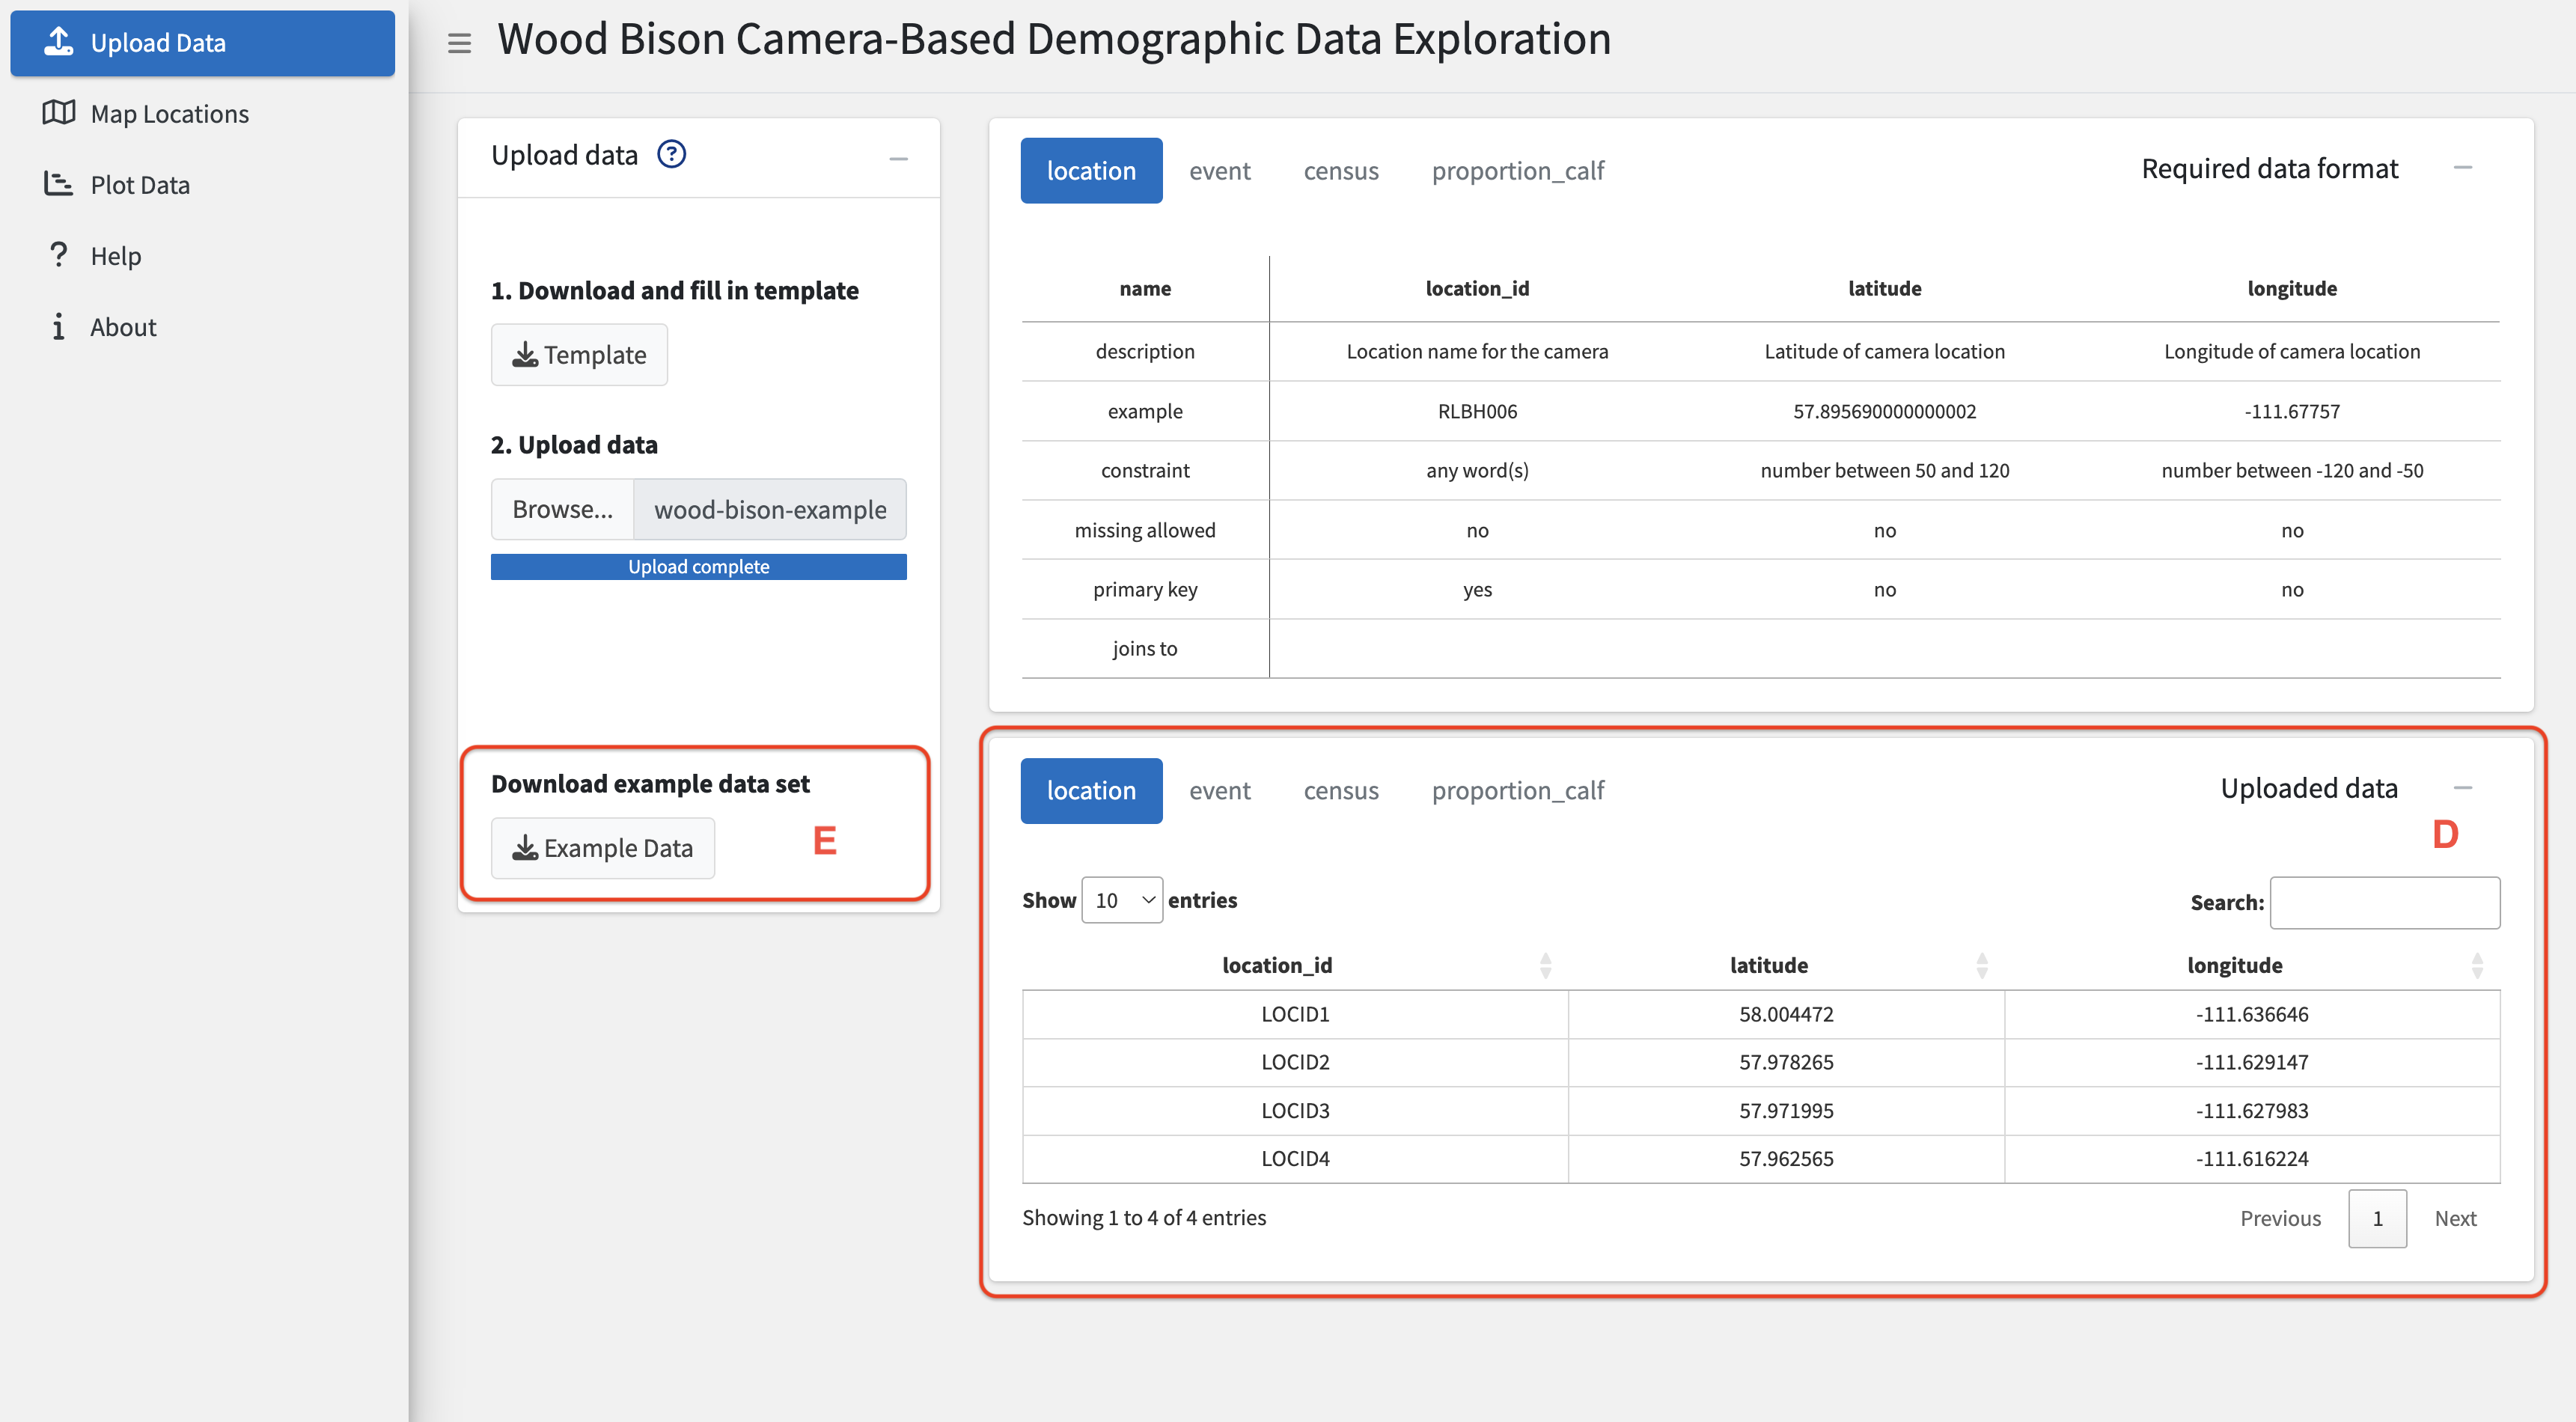 Upload Data
Map Locations
Plot Data
? Help
i About
Wood Bison Camera-Based Demographic Data Exploration
Upload data ?
1. Download and fill in template
Template
2. Upload data
Browse... wood-bison-example
Upload complete
Download example data set
Example Data
E
location event census proportion_calf Required data format
name location_id latitude longitude
description Location name for the camera Latitude of camera location Longitude of camera location
example RLBH006 57.895690000000002 -111.67757
constraint any word(s) number between 50 and 120 number between -120 and -50
missing allowed no no no
primary key yes no no
joins to
location event census proportion_calf Uploaded data
D
Show 10 entries Search:
location_id latitude longitude
LOCID1 58.004472 -111.636646
LOCID2 57.978265 -111.629147
LOCID3 57.971995 -111.627983
LOCID4 57.962565 -111.616224
Showing 1 to 4 of 4 entries Previous 1 Next